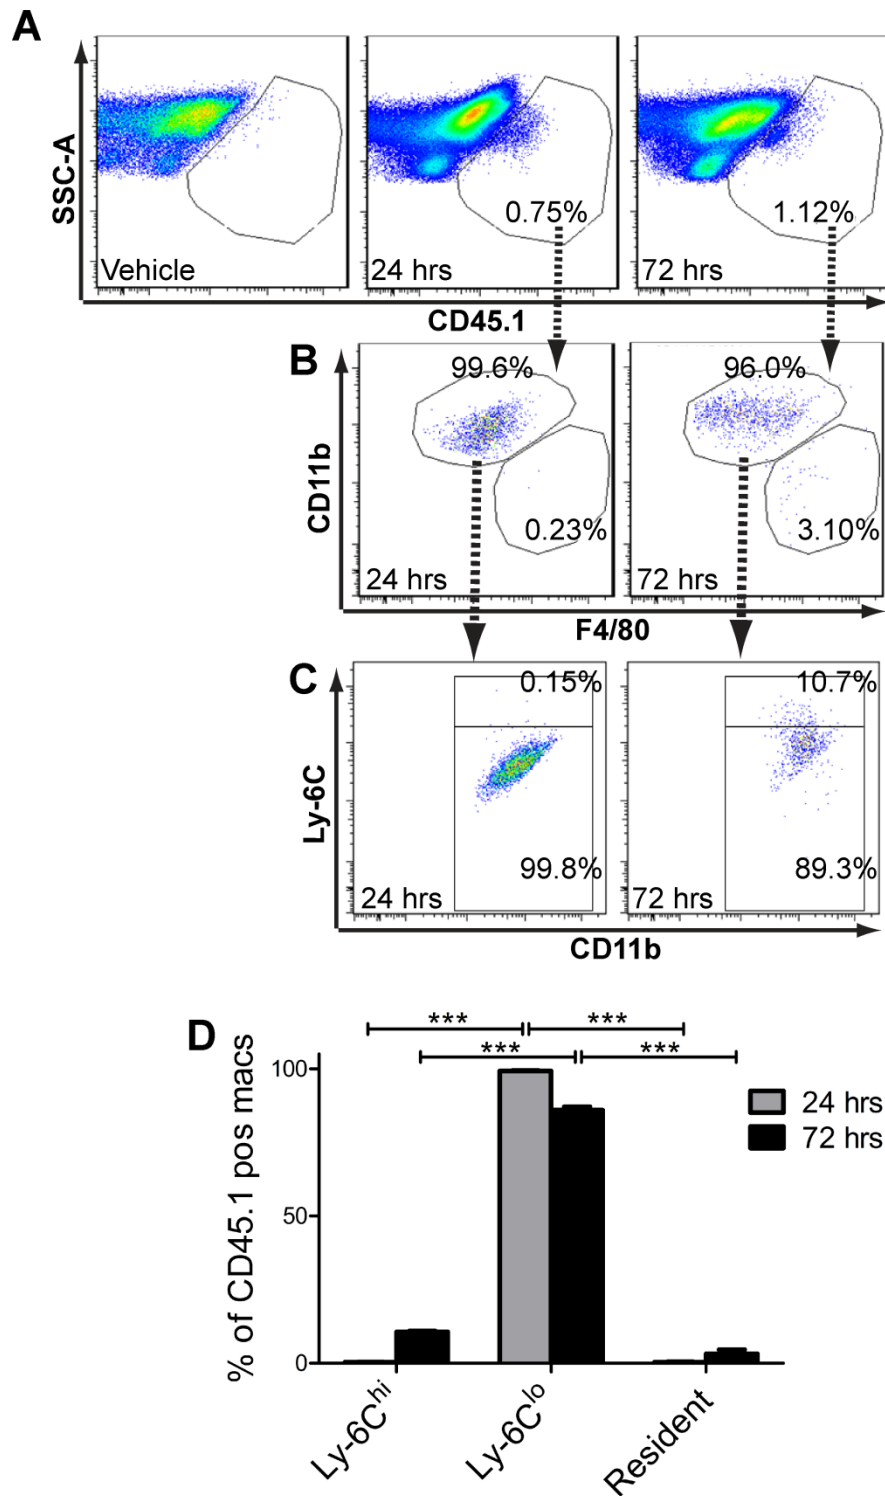 A
SSC-A
Vehicle
24 hrs
0.75%
72 hrs
1.12%
CD45.1
B
CD11b
99.6%
0.23%
24 hrs
96.0%
3.10%
72 hrs
F4/80
C
Ly-6C
0.15%
99.8%
24 hrs
10.7%
89.3%
72 hrs
CD11b
D
*** ***
*** ***
% of CD45.1 pos macs
100
50
0
24 hrs
72 hrs
Ly-6Chi
Ly-6Clo
Resident